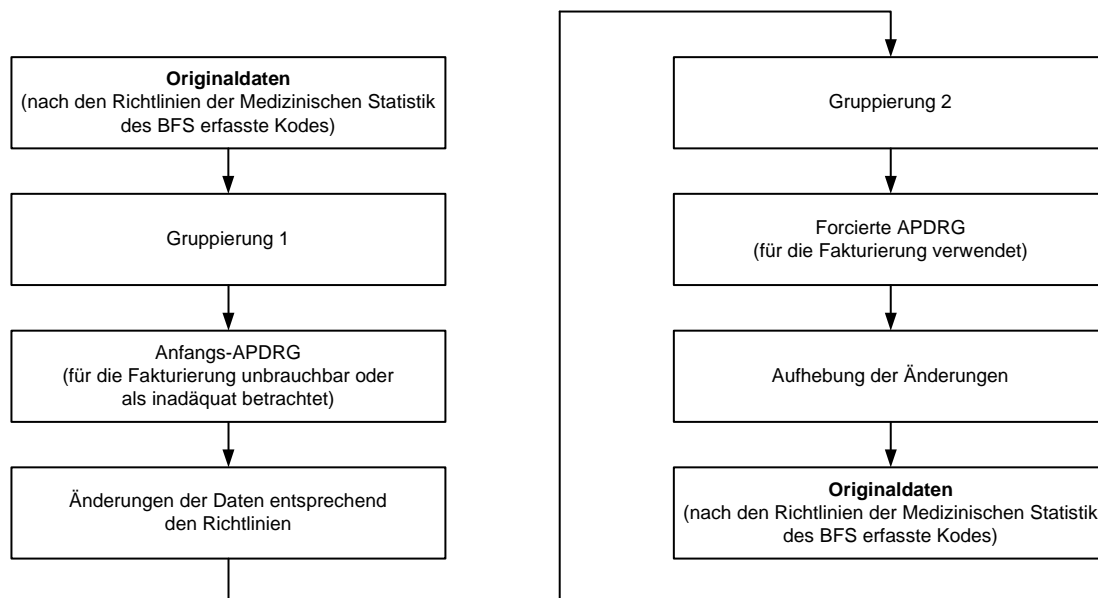 Originaldaten
(nach den Richtlinien der Medizinischen Statistik
des BFS erfasste Kodes)
Gruppierung 1
Anfangs-APDRG
(für die Fakturierung unbrauchbar oder
als inadäquat betrachtet)
Änderungen der Daten entsprechend
den Richtlinien
Gruppierung 2
Forcierte APDRG
(für die Fakturierung verwendet)
Aufhebung der Änderungen
Originaldaten
(nach den Richtlinien der Medizinischen Statistik
des BFS erfasste Kodes)